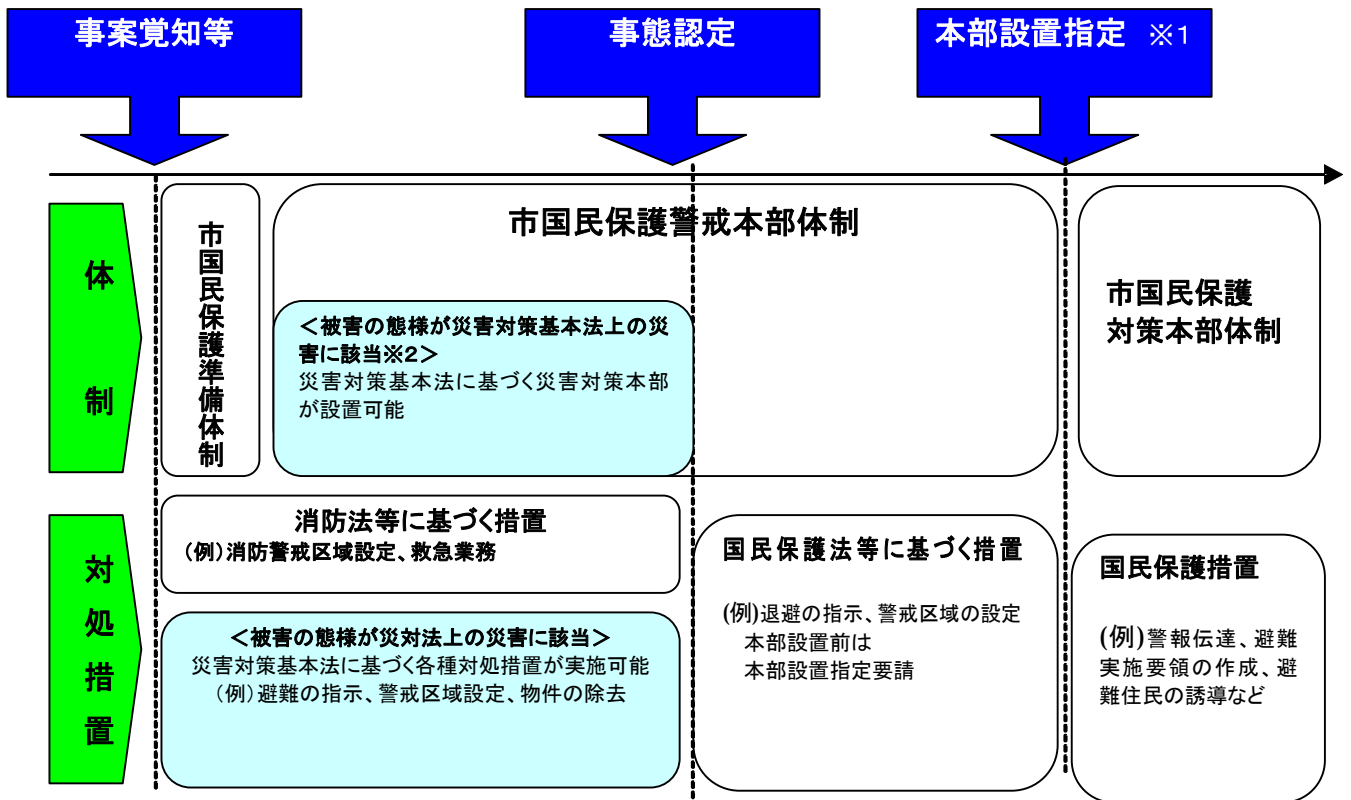 事案覚知等
事態認定
本部設置指定 ※1
体制
市国民保護準備体制
市国民保護警戒本部体制
＜被害の態様が災害対策基本法上の災
害に該当※2＞
災害対策基本法に基づく災害対策本部
が設置可能
市国民保護
対策本部体制
対処措置
消防法等に基づく措置
（例）消防警戒区域設定、救急業務
＜被害の態様が災対法上の災害に該当＞
災害対策基本法に基づく各種対処措置が実施可能
（例）避難の指示、警戒区域設定、物件の除去
国民保護法等に基づく措置
(例)退避の指示、警戒区域の設定
本部設置前は
本部設置指定要請
国民保護措置
(例)警報伝達、避難
実施要領の作成、避
難住民の誘導など